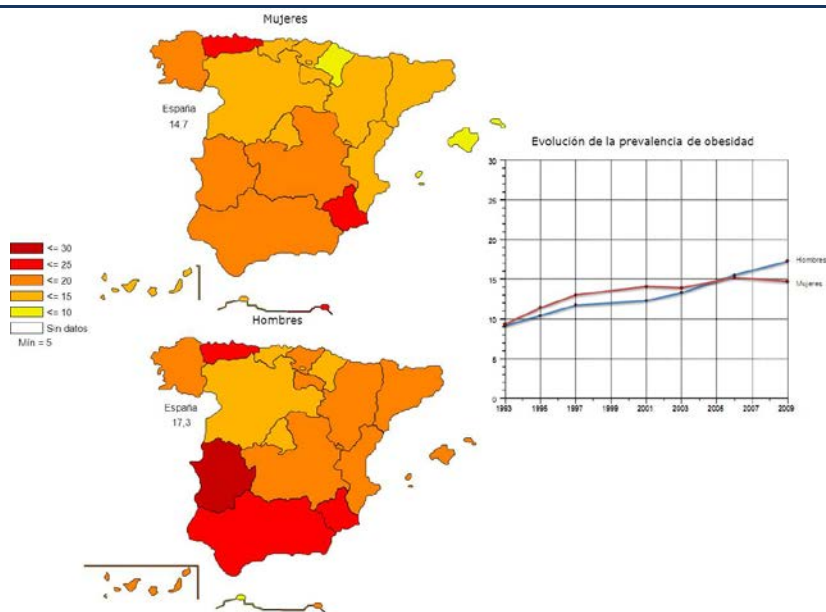 Mujeres
España
14.7
<= 30
<= 25
<= 20
<= 15
<= 10
Sin datos
Mín = 5
Hombres
España
17,3
Evolución de la prevalencia de obesidad
30
25
20
15
10
5
0
Hombres
Mujeres
1993
1995
1997
1999
2001
2003
2005
2007
2009